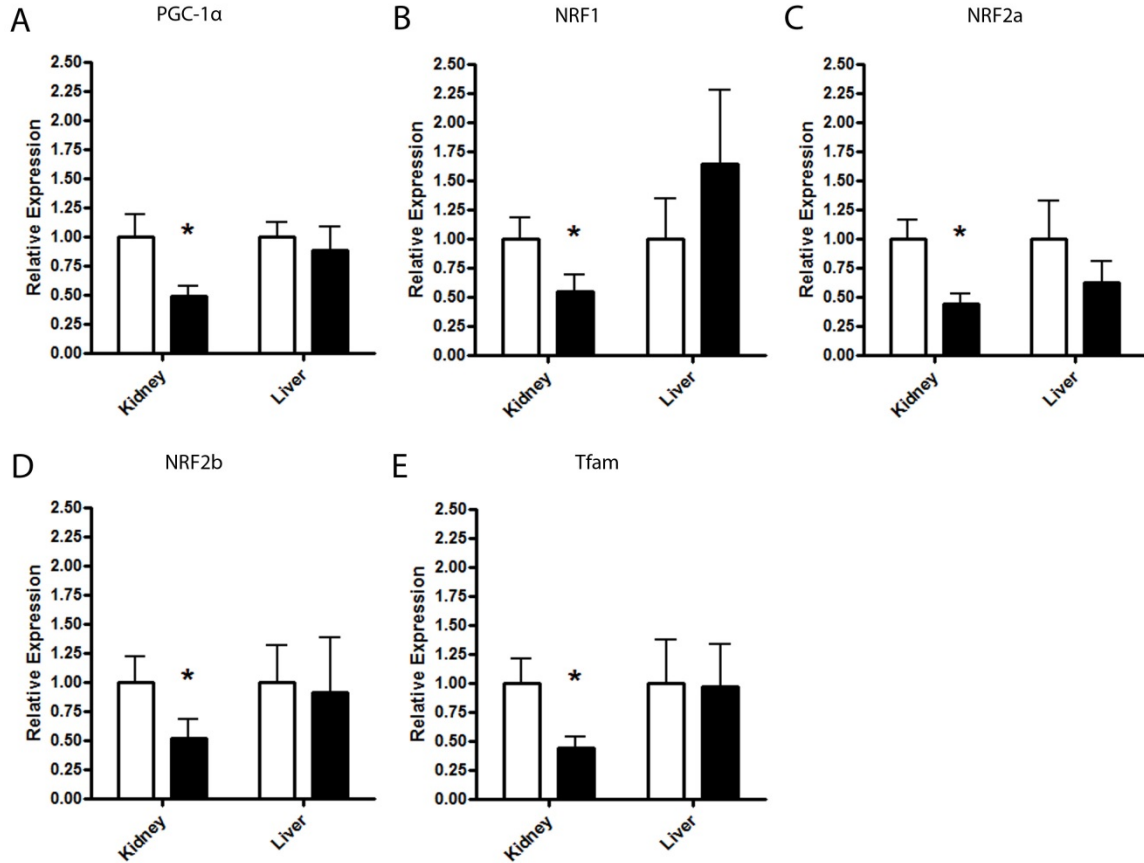 A
PGC-1α
Relative Expression
2.50
2.25
2.00
1.75
1.50
1.25
1.00
0.75
0.50
0.25
0.00
*
Kidney
Liver
B
NRF1
Relative Expression
2.50
2.25
2.00
1.75
1.50
1.25
1.00
0.75
0.50
0.25
0.00
*
Kidney
Liver
C
NRF2a
Relative Expression
2.50
2.25
2.00
1.75
1.50
1.25
1.00
0.75
0.50
0.25
0.00
*
Kidney
Liver
D
NRF2b
Relative Expression
2.50
2.25
2.00
1.75
1.50
1.25
1.00
0.75
0.50
0.25
0.00
*
Kidney
Liver
E
Tfam
Relative Expression
2.50
2.25
2.00
1.75
1.50
1.25
1.00
0.75
0.50
0.25
0.00
*
Kidney
Liver